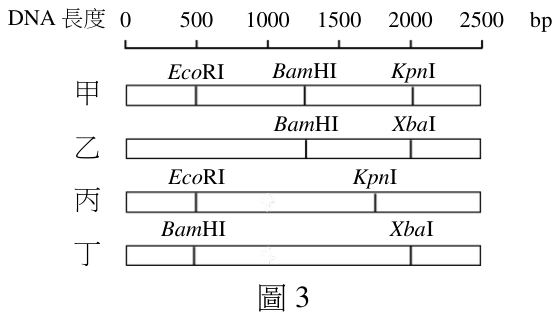 DNA 長度 0 500 1000 1500 2000 2500 bp
EcoRI BamHI KpnI
甲
BamHI XbaI
乙
EcoRI KpnI
丙
BamHI XbaI
丁
圖 3